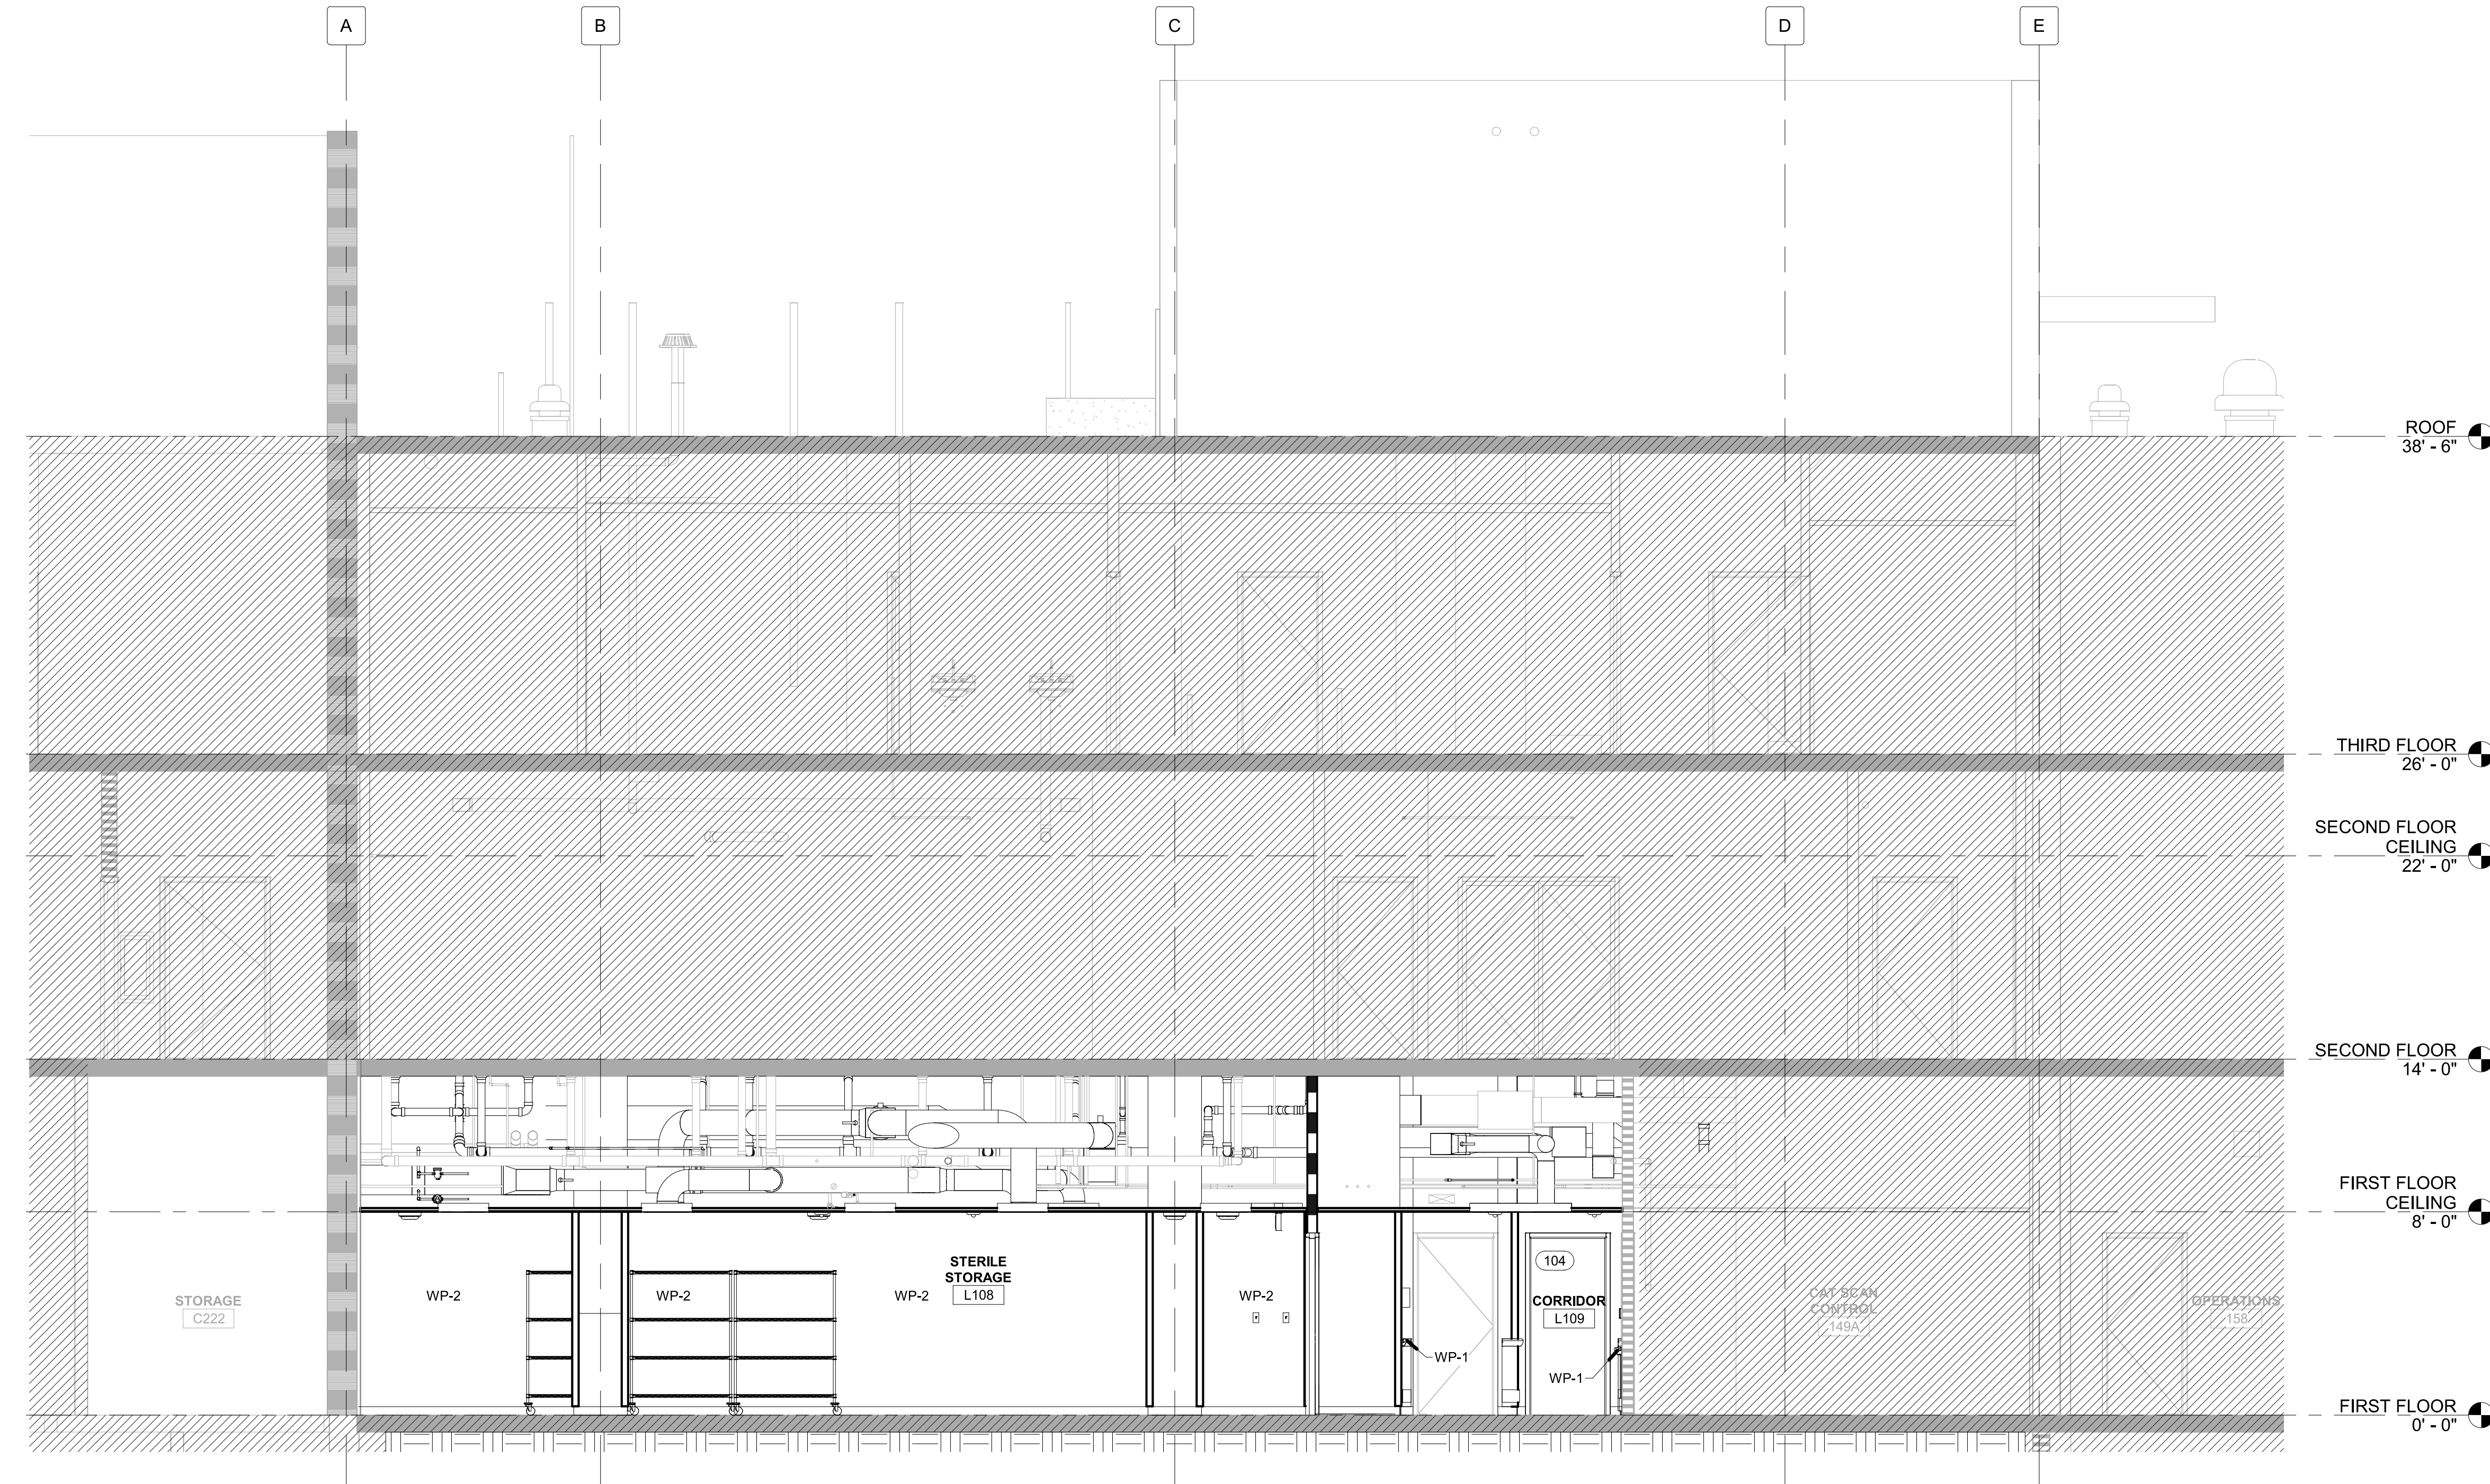 A
B
C
D
E
ROOF
38' - 6"
THIRD FLOOR
26' - 0"
SECOND FLOOR
CEILING
22' - 0"
SECOND FLOOR
14' - 0"
FIRST FLOOR
CEILING
8' - 0"
STORAGE
C222
WP-2
WP-2
WP-2
STERILE
STORAGE
L108
WP-2
WP-1
104
CORRIDOR
L109
WP-1
CAT SCAN
CONTROL
149A
OPERATIONS
158
FIRST FLOOR
0' - 0"